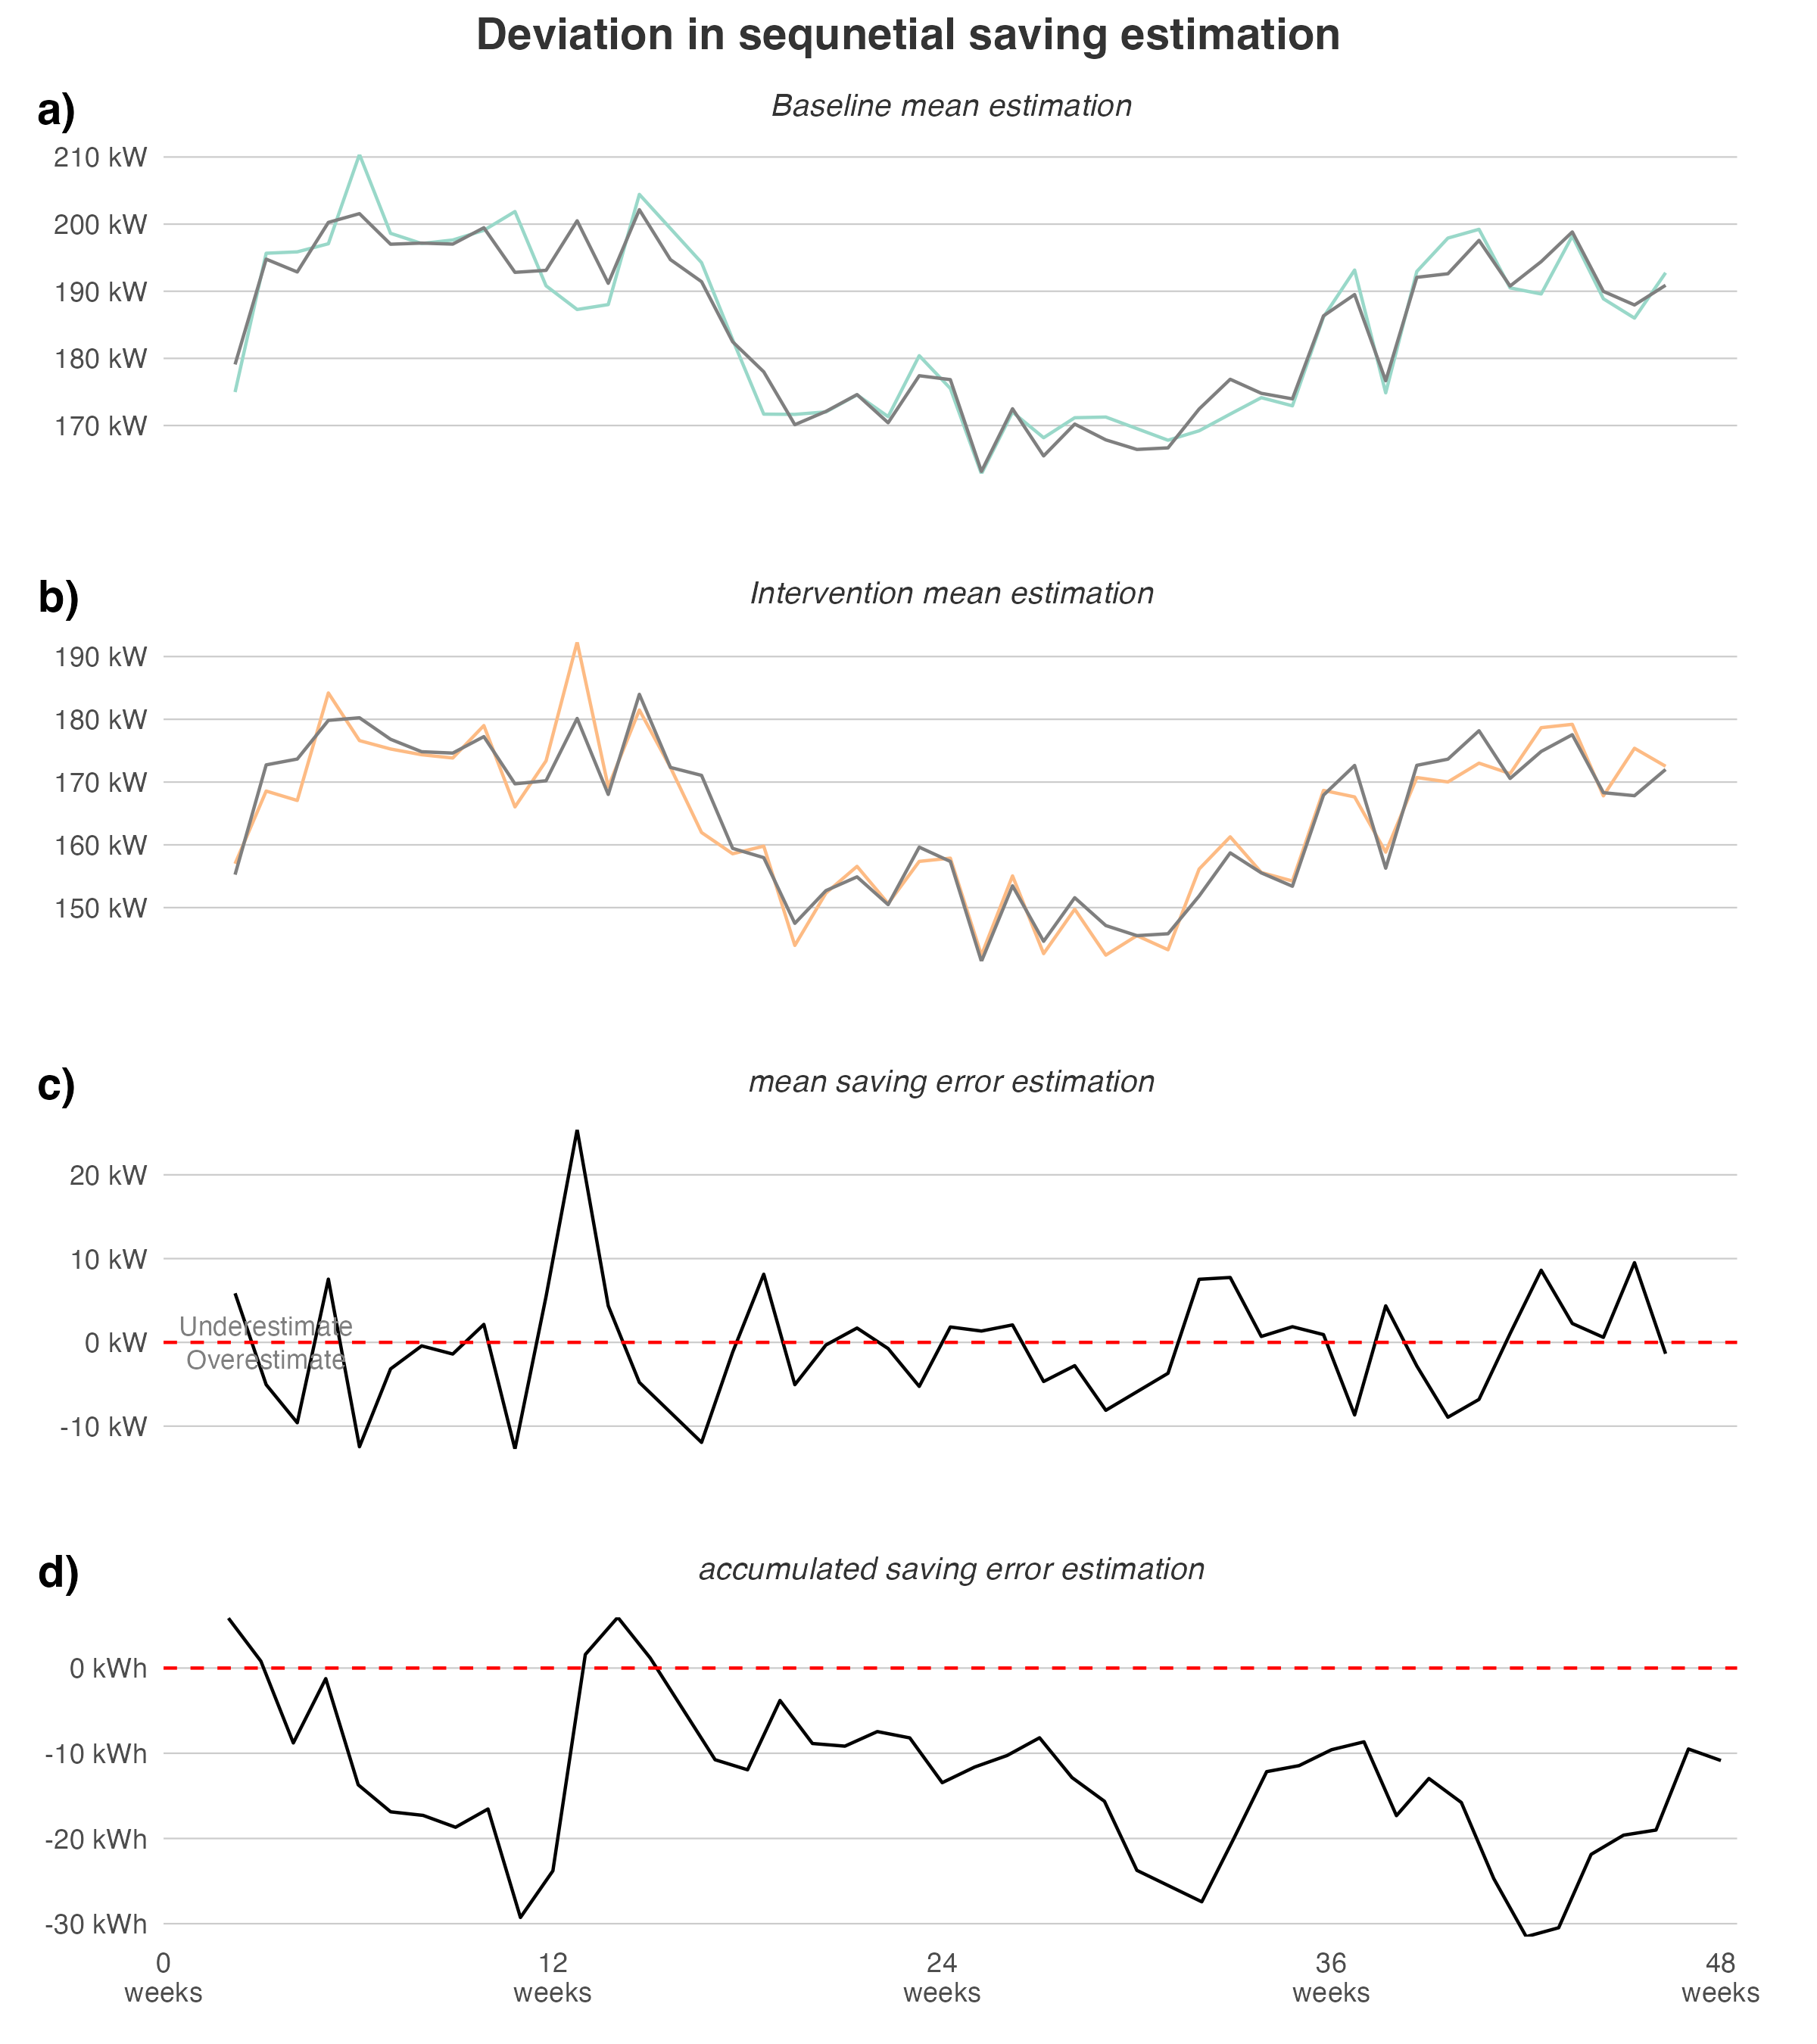 Deviation in sequnetial saving estimation
a)
Baseline mean estimation
210 kW
200 kW
190 kW
180 kW
170 kW
b)
Intervention mean estimation
190 kW
180 kW
170 kW
160 kW
150 kW
c)
mean saving error estimation
20 kW
10 kW
Underestimate
0 kW
Overestimate
-10 kW
d)
accumulated saving error estimation
0 kWh
-10 kWh
-20 kWh
-30 kWh
0 12 24 36 48
weeks weeks weeks weeks weeks